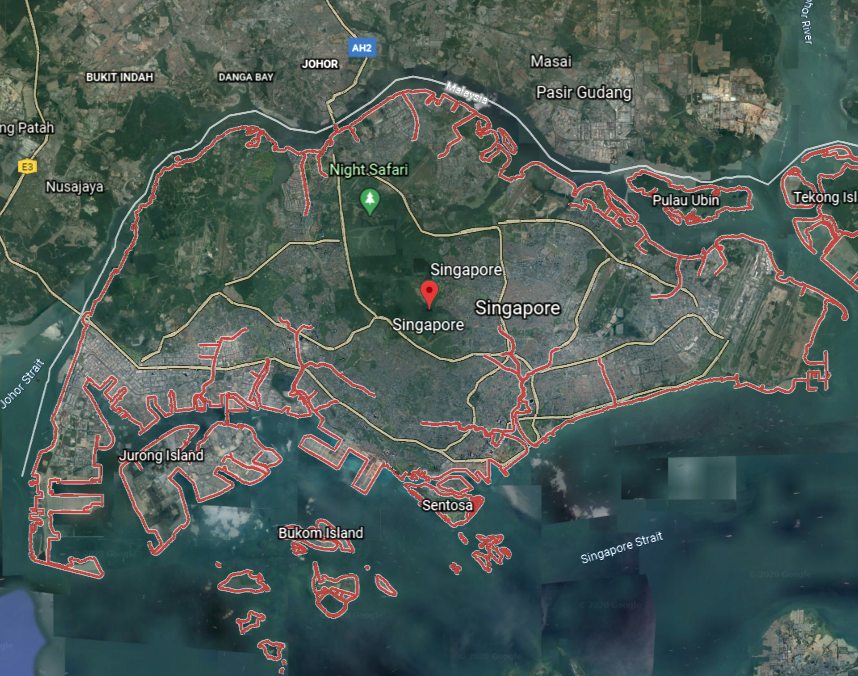 AH2
JOHOR
Masai
BUKIT INDAH
DANGA BAY
Malaysia
Pasir Gudang
ng Patah
E3
Nusajaya
Night Safari
Pulau Ubin
Tekong Isl
Singapore
Singapore
Singapore
Johor Strait
Jurong Island
Sentosa
Bukom Island
Singapore Strait